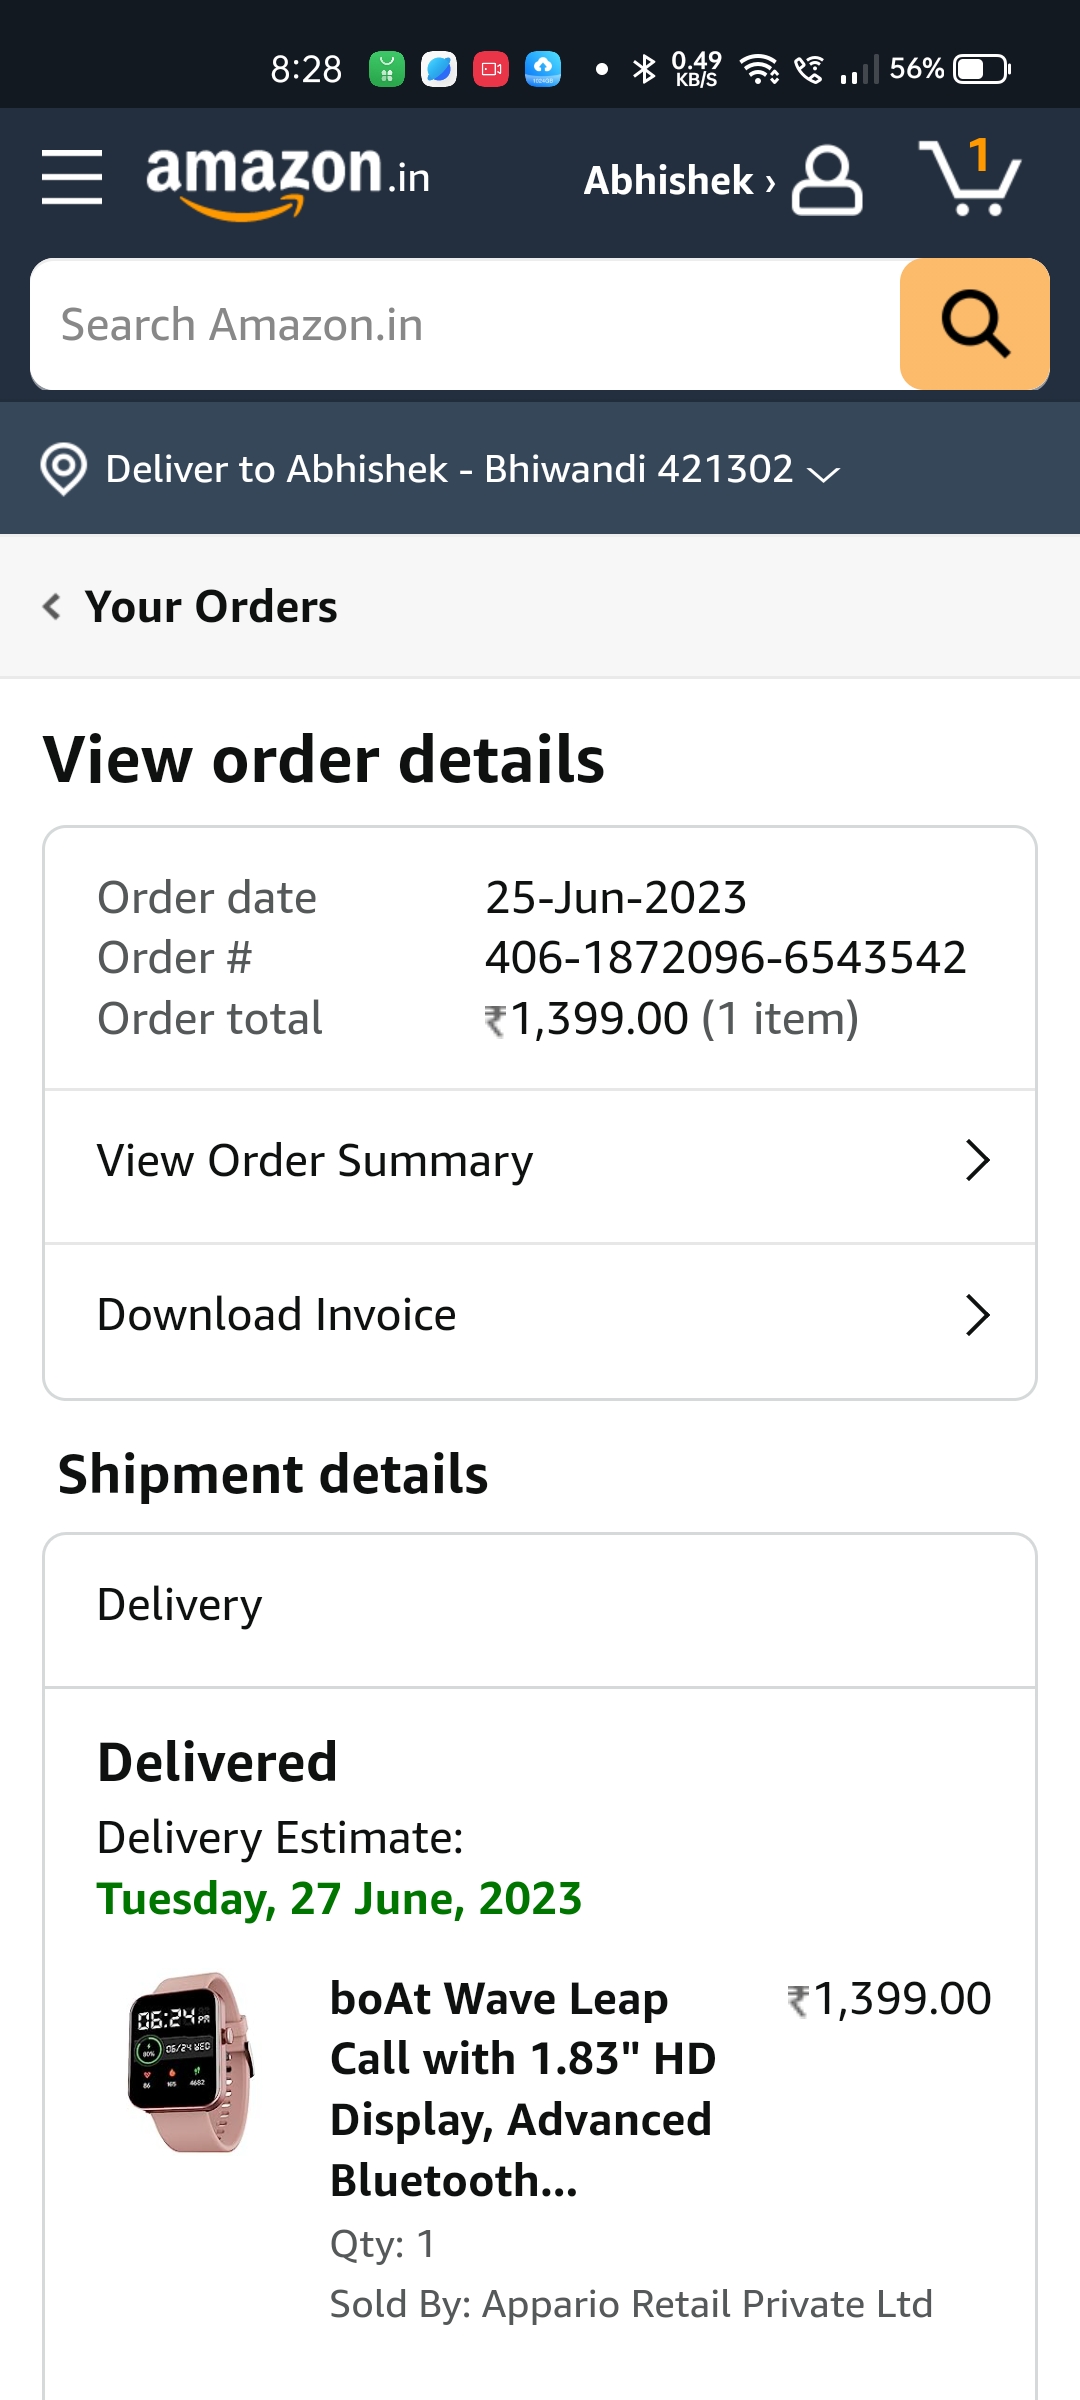 8:28 0.49 KB/S 56%
amazon.in Abhishek › 1
Search Amazon.in
Deliver to Abhishek - Bhiwandi 421302
Your Orders
View order details
Order date 25-Jun-2023
Order # 406-1872096-6543542
Order total ₹1,399.00 (1 item)
View Order Summary
Download Invoice
Shipment details
Delivery
Delivered
Delivery Estimate:
Tuesday, 27 June, 2023
boAt Wave Leap ₹1,399.00
Call with 1.83" HD
Display, Advanced
Bluetooth...
Qty: 1
Sold By: Appario Retail Private Ltd
06:24 PM
80% 06/24 WED
86 165 4682